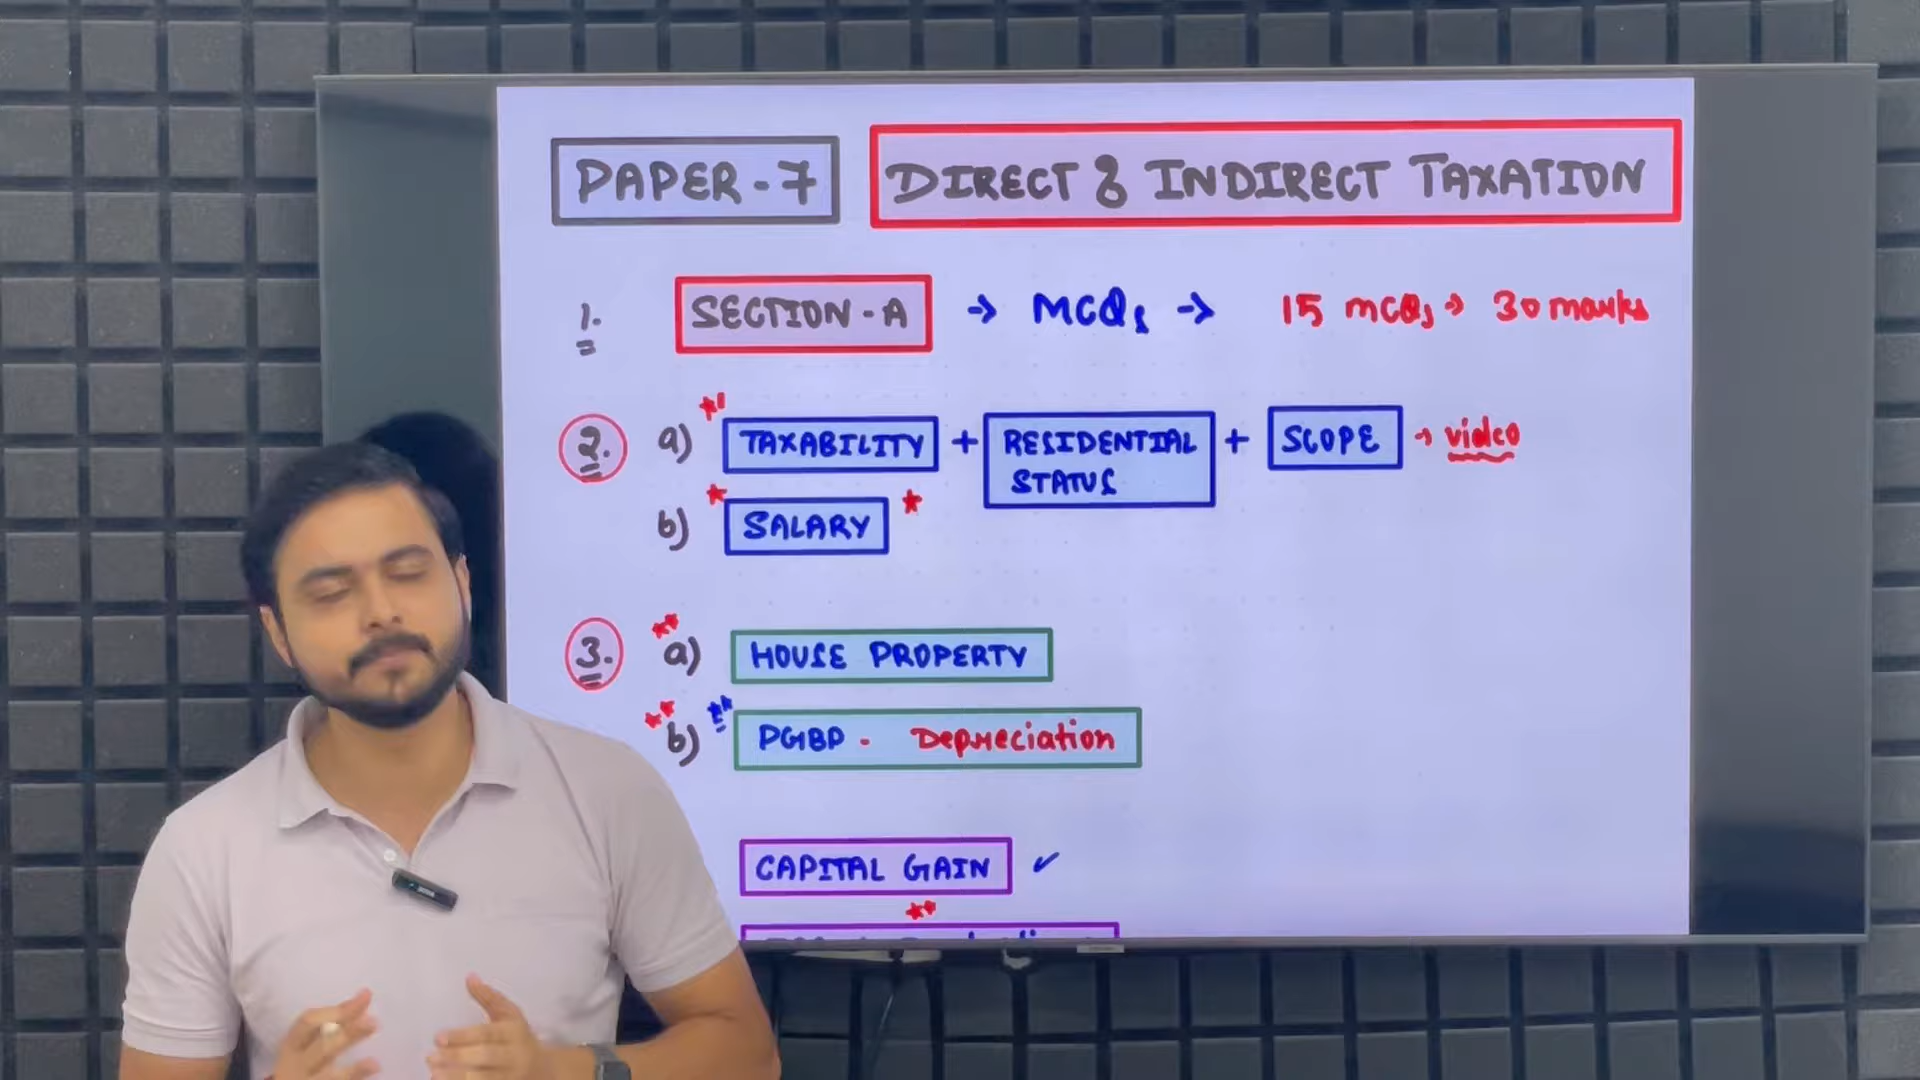 PAPER-7 DIRECT & INDIRECT TAXATION
1. SECTION-A → MCQs → 15 MCQs → 30 marks
2. a) TAXABILITY + RESIDENTIAL STATUS + SCOPE → video
b) SALARY
3. a) HOUSE PROPERTY
b) PGBP - Depreciation
CAPITAL GAIN ✓